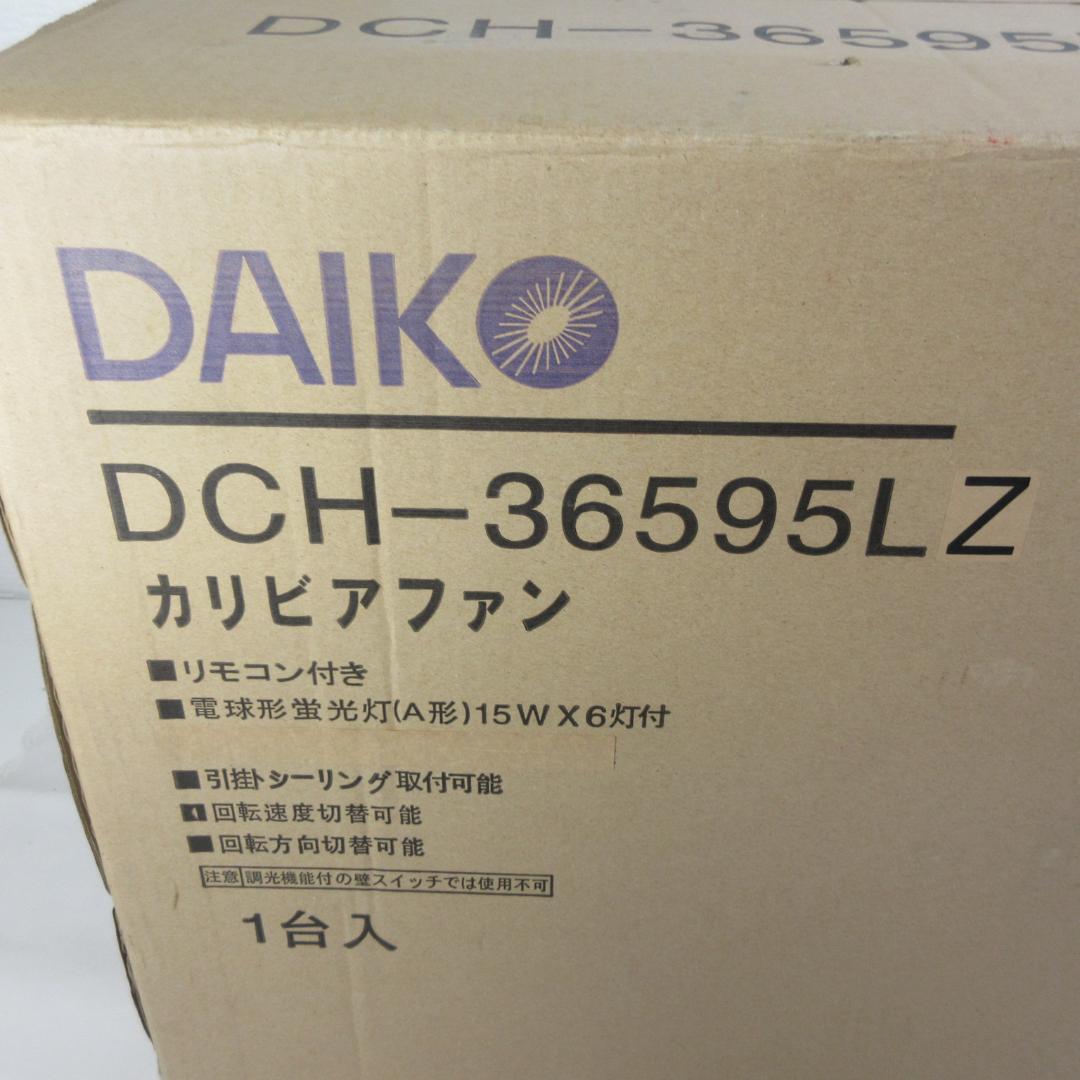 DCH-36595
DAIKO
DCH-36595LZ
カリビアファン
■リモコン付き
■電球形蛍光灯(A形)15WX6灯付
■引掛シーリング取付可能
■回転速度切替可能
■回転方向切替可能
注意 調光機能付の壁スイッチでは使用不可
1台入